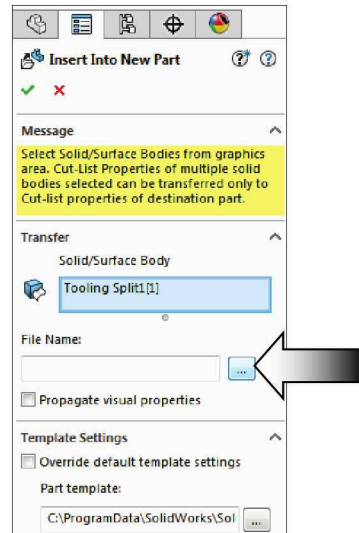 Insert Into New Part
Message
Select Solid/Surface Bodies from graphics
area. Cut-List Properties of multiple solid
bodies selected can be transferred only to
Cut-list properties of destination part.
Transfer
Solid/Surface Body
Tooling Split1[1]
File Name:
...
Propagate visual properties
Template Settings
Override default template settings
Part template:
C:\ProgramData\SolidWorks\Sol
...